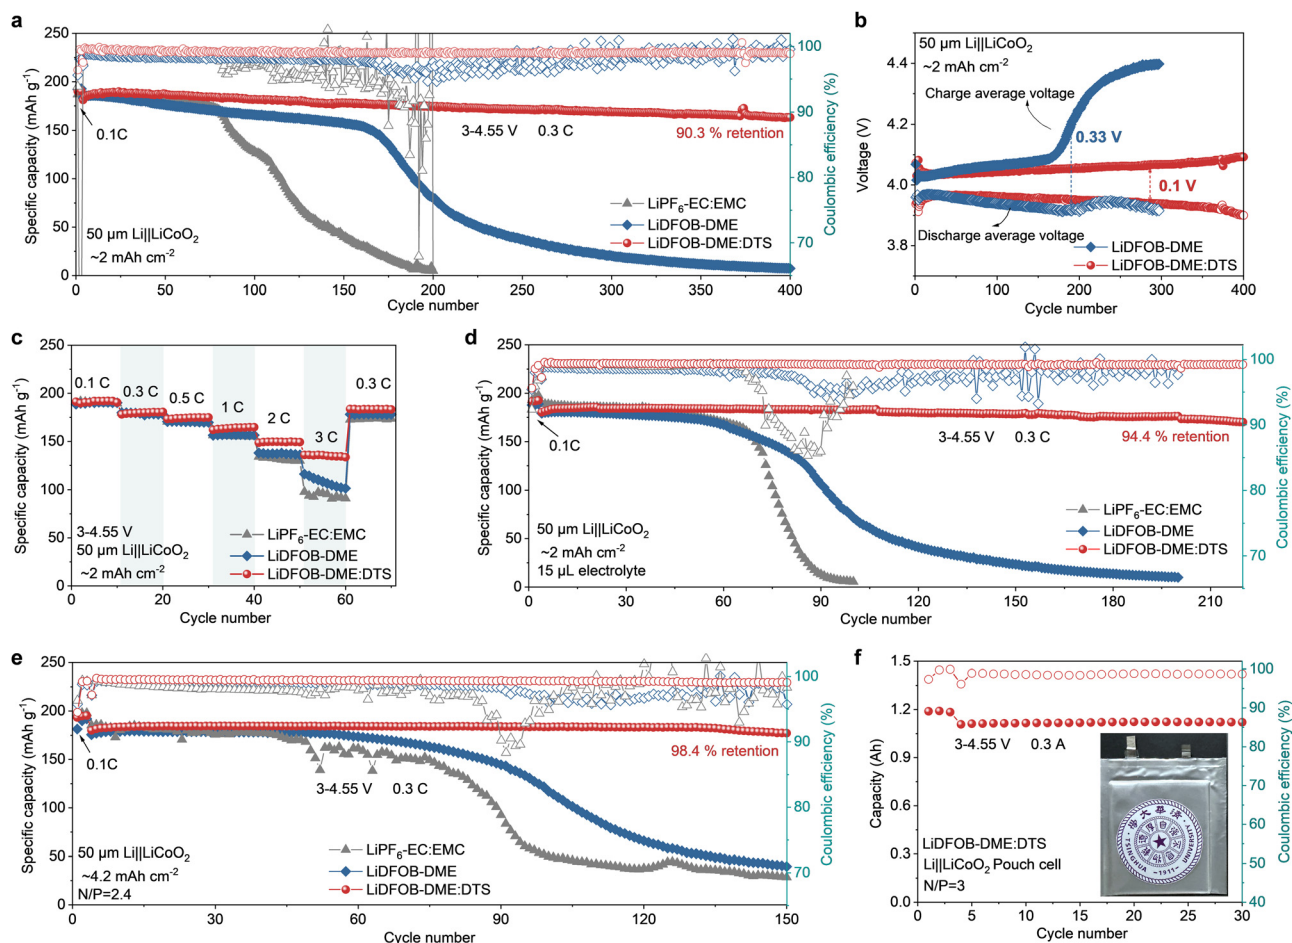 a
Specific capacity (mAh g⁻¹)
250
200
150
100
50
0
0.1C
3-4.55 V 0.3 C
90.3 % retention
50 μm Li||LiCoO₂
~2 mAh cm⁻²
LiPF₆-EC:EMC
LiDFOB-DME
LiDFOB-DME:DTS
0 50 100 150 200 250 300 350 400
Cycle number
100
90
80
70
Coulombic efficiency (%)
b
50 μm Li||LiCoO₂
~2 mAh cm⁻²
Voltage (V)
4.4
4.2
4.0
3.8
Charge average voltage
0.33 V
0.1 V
Discharge average voltage
LiDFOB-DME
LiDFOB-DME:DTS
0 100 200 300 400
Cycle number
c
Specific capacity (mAh g⁻¹)
250
200
150
100
50
0
0.1 C
0.3 C
0.5 C
1 C
2 C
3 C
0.3 C
3-4.55 V
50 μm Li||LiCoO₂
~2 mAh cm⁻²
LiPF₆-EC:EMC
LiDFOB-DME
LiDFOB-DME:DTS
0 20 40 60
Cycle number
d
Specific capacity (mAh g⁻¹)
250
200
150
100
50
0
0.1C
3-4.55 V 0.3 C
94.4 % retention
50 μm Li||LiCoO₂
~2 mAh cm⁻²
15 μL electrolyte
LiPF₆-EC:EMC
LiDFOB-DME
LiDFOB-DME:DTS
0 30 60 90 120 150 180 210
Cycle number
100
90
80
70
Coulombic efficiency (%)
e
Specific capacity (mAh g⁻¹)
250
200
150
100
50
0
0.1C
3-4.55 V 0.3 C
98.4 % retention
50 μm Li||LiCoO₂
~4.2 mAh cm⁻²
N/P=2.4
LiPF₆-EC:EMC
LiDFOB-DME
LiDFOB-DME:DTS
0 30 60 90 120 150
Cycle number
100
90
80
70
Coulombic efficiency (%)
f
Capacity (Ah)
1.5
1.2
0.9
0.6
0.3
0.0
3-4.55 V 0.3 A
LiDFOB-DME:DTS
Li||LiCoO₂ Pouch cell
N/P=3
TSINGHUA
UNIVERSITY
~1911~
0 5 10 15 20 25 30
Cycle number
100
90
80
70
60
50
40
Coulombic efficiency (%)